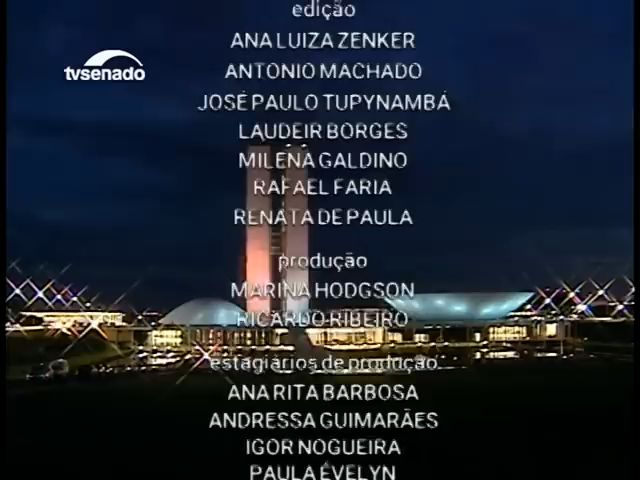 edição
ANA LUIZA ZENKER
tvsenado
ANTONIO MACHADO
JOSÉ PAULO TUPYNAMBÁ
LAUDEIR BORGES
MILENA GALDINO
RAFAEL FARIA
RENATA DE PAULA
produção
MARINA HODGSON
RICARDO RIBEIRO
estagiários de produção
ANA RITA BARBOSA
ANDRESSA GUIMARÃES
IGOR NOGUEIRA
PAULA ÉVELYN